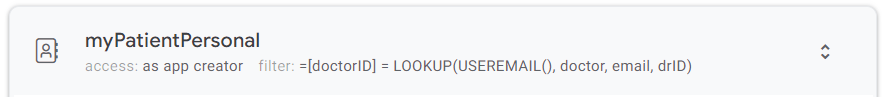 myPatientPersonal
access: as app creator filter: =[doctorID] = LOOKUP(USEREMAIL(), doctor, email, drID)